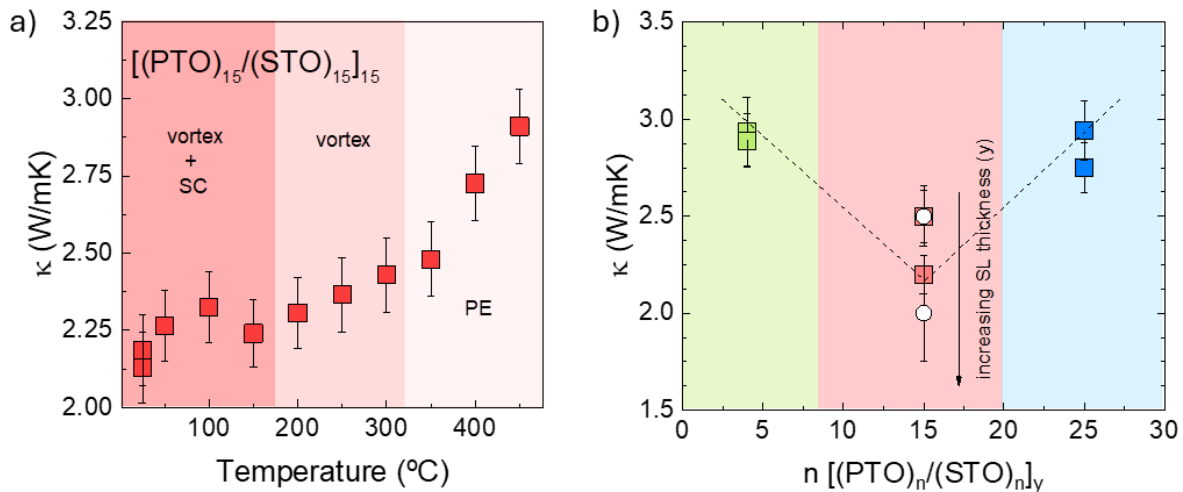 a)
κ (W/mK)
3.25
3.00
2.75
2.50
2.25
2.00
[(PTO)₁₅/(STO)₁₅]₁₅
vortex
+
SC
vortex
PE
100
200
300
400
Temperature (ºC)
b)
κ (W/mK)
3.5
3.0
2.5
2.0
1.5
increasing SL thickness (y)
0
5
10
15
20
25
30
n [(PTO)ₙ/(STO)ₙ]ᵧ